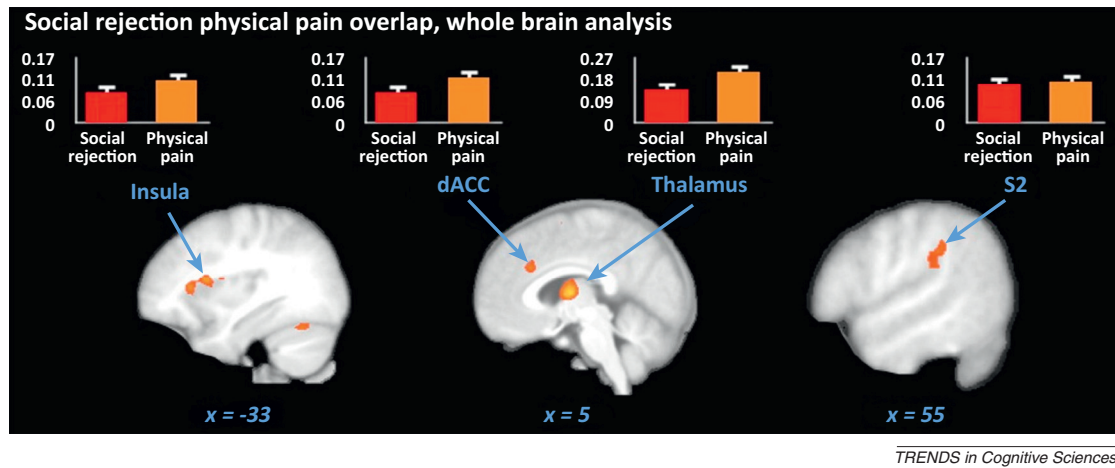 Social rejection physical pain overlap, whole brain analysis
0.17
0.11
0.06
0
Social rejection
Physical pain
0.17
0.11
0.06
0
Social rejection
Physical pain
0.27
0.18
0.09
0
Social rejection
Physical pain
0.17
0.11
0.06
0
Social rejection
Physical pain
Insula
dACC
Thalamus
S2
x = -33
x = 5
x = 55
TRENDS in Cognitive Sciences